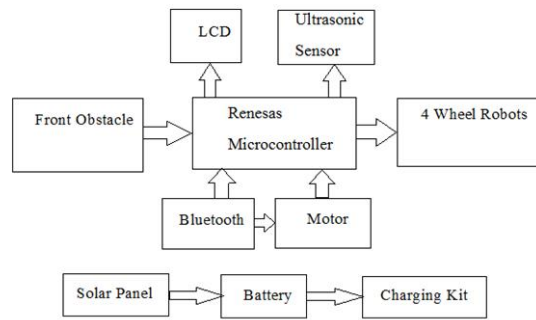 LCD
Ultrasonic
Sensor
Front Obstacle
Renesas
Microcontroller
4 Wheel Robots
Bluetooth
Motor
Solar Panel
Battery
Charging Kit